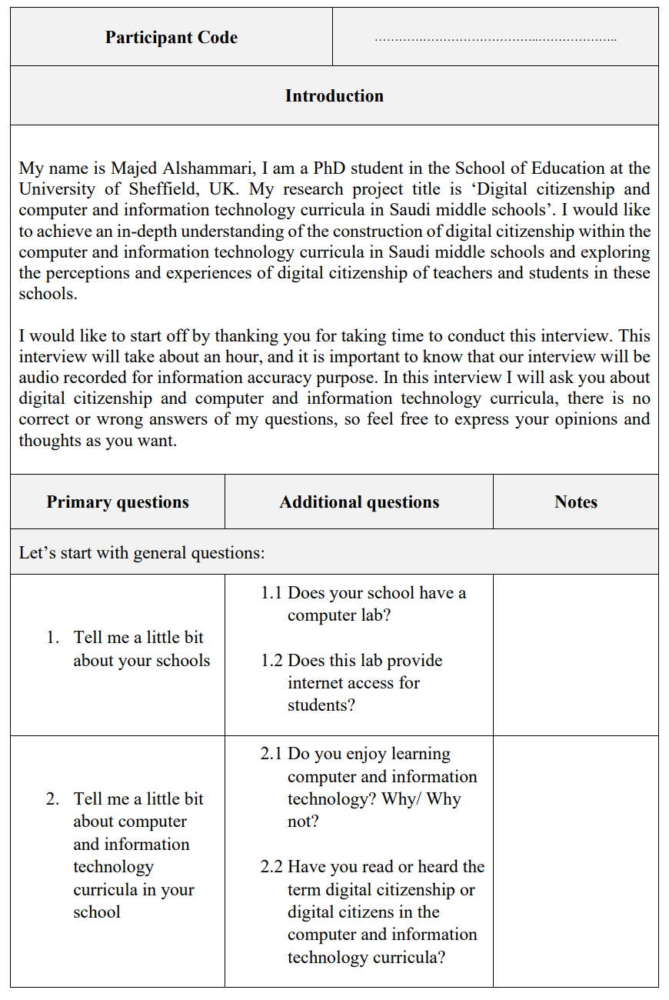 Participant Code
……………………………………..………………..
Introduction
My name is Majed Alshammari, I am a PhD student in the School of Education at the
University of Sheffield, UK. My research project title is ‘Digital citizenship and
computer and information technology curricula in Saudi middle schools’. I would like
to achieve an in-depth understanding of the construction of digital citizenship within the
computer and information technology curricula in Saudi middle schools and exploring
the perceptions and experiences of digital citizenship of teachers and students in these
schools.
I would like to start off by thanking you for taking time to conduct this interview. This
interview will take about an hour, and it is important to know that our interview will be
audio recorded for information accuracy purpose. In this interview I will ask you about
digital citizenship and computer and information technology curricula, there is no
correct or wrong answers of my questions, so feel free to express your opinions and
thoughts as you want.
Primary questions
Additional questions
Notes
Let’s start with general questions:
1. Tell me a little bit
about your schools
1.1 Does your school have a
computer lab?
1.2 Does this lab provide
internet access for
students?
2. Tell me a little bit
about computer
and information
technology
curricula in your
school
2.1 Do you enjoy learning
computer and information
technology? Why/ Why
not?
2.2 Have you read or heard the
term digital citizenship or
digital citizens in the
computer and information
technology curricula?